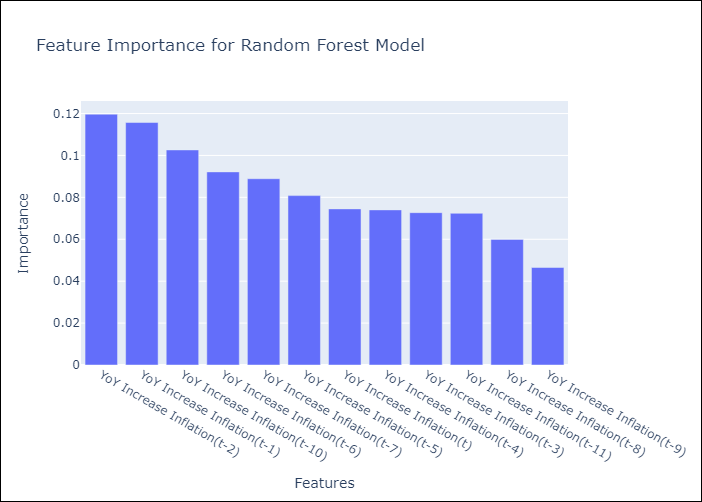 Feature Importance for Random Forest Model
Importance
0.12
0.1
0.08
0.06
0.04
0.02
0
YoY Increase Inflation(t-2)
YoY Increase Inflation(t-1)
YoY Increase Inflation(t-10)
YoY Increase Inflation(t-6)
YoY Increase Inflation(t-7)
YoY Increase Inflation(t-5)
YoY Increase Inflation(t)
YoY Increase Inflation(t-4)
YoY Increase Inflation(t-3)
YoY Increase Inflation(t-11)
YoY Increase Inflation(t-8)
YoY Increase Inflation(t-9)
Features